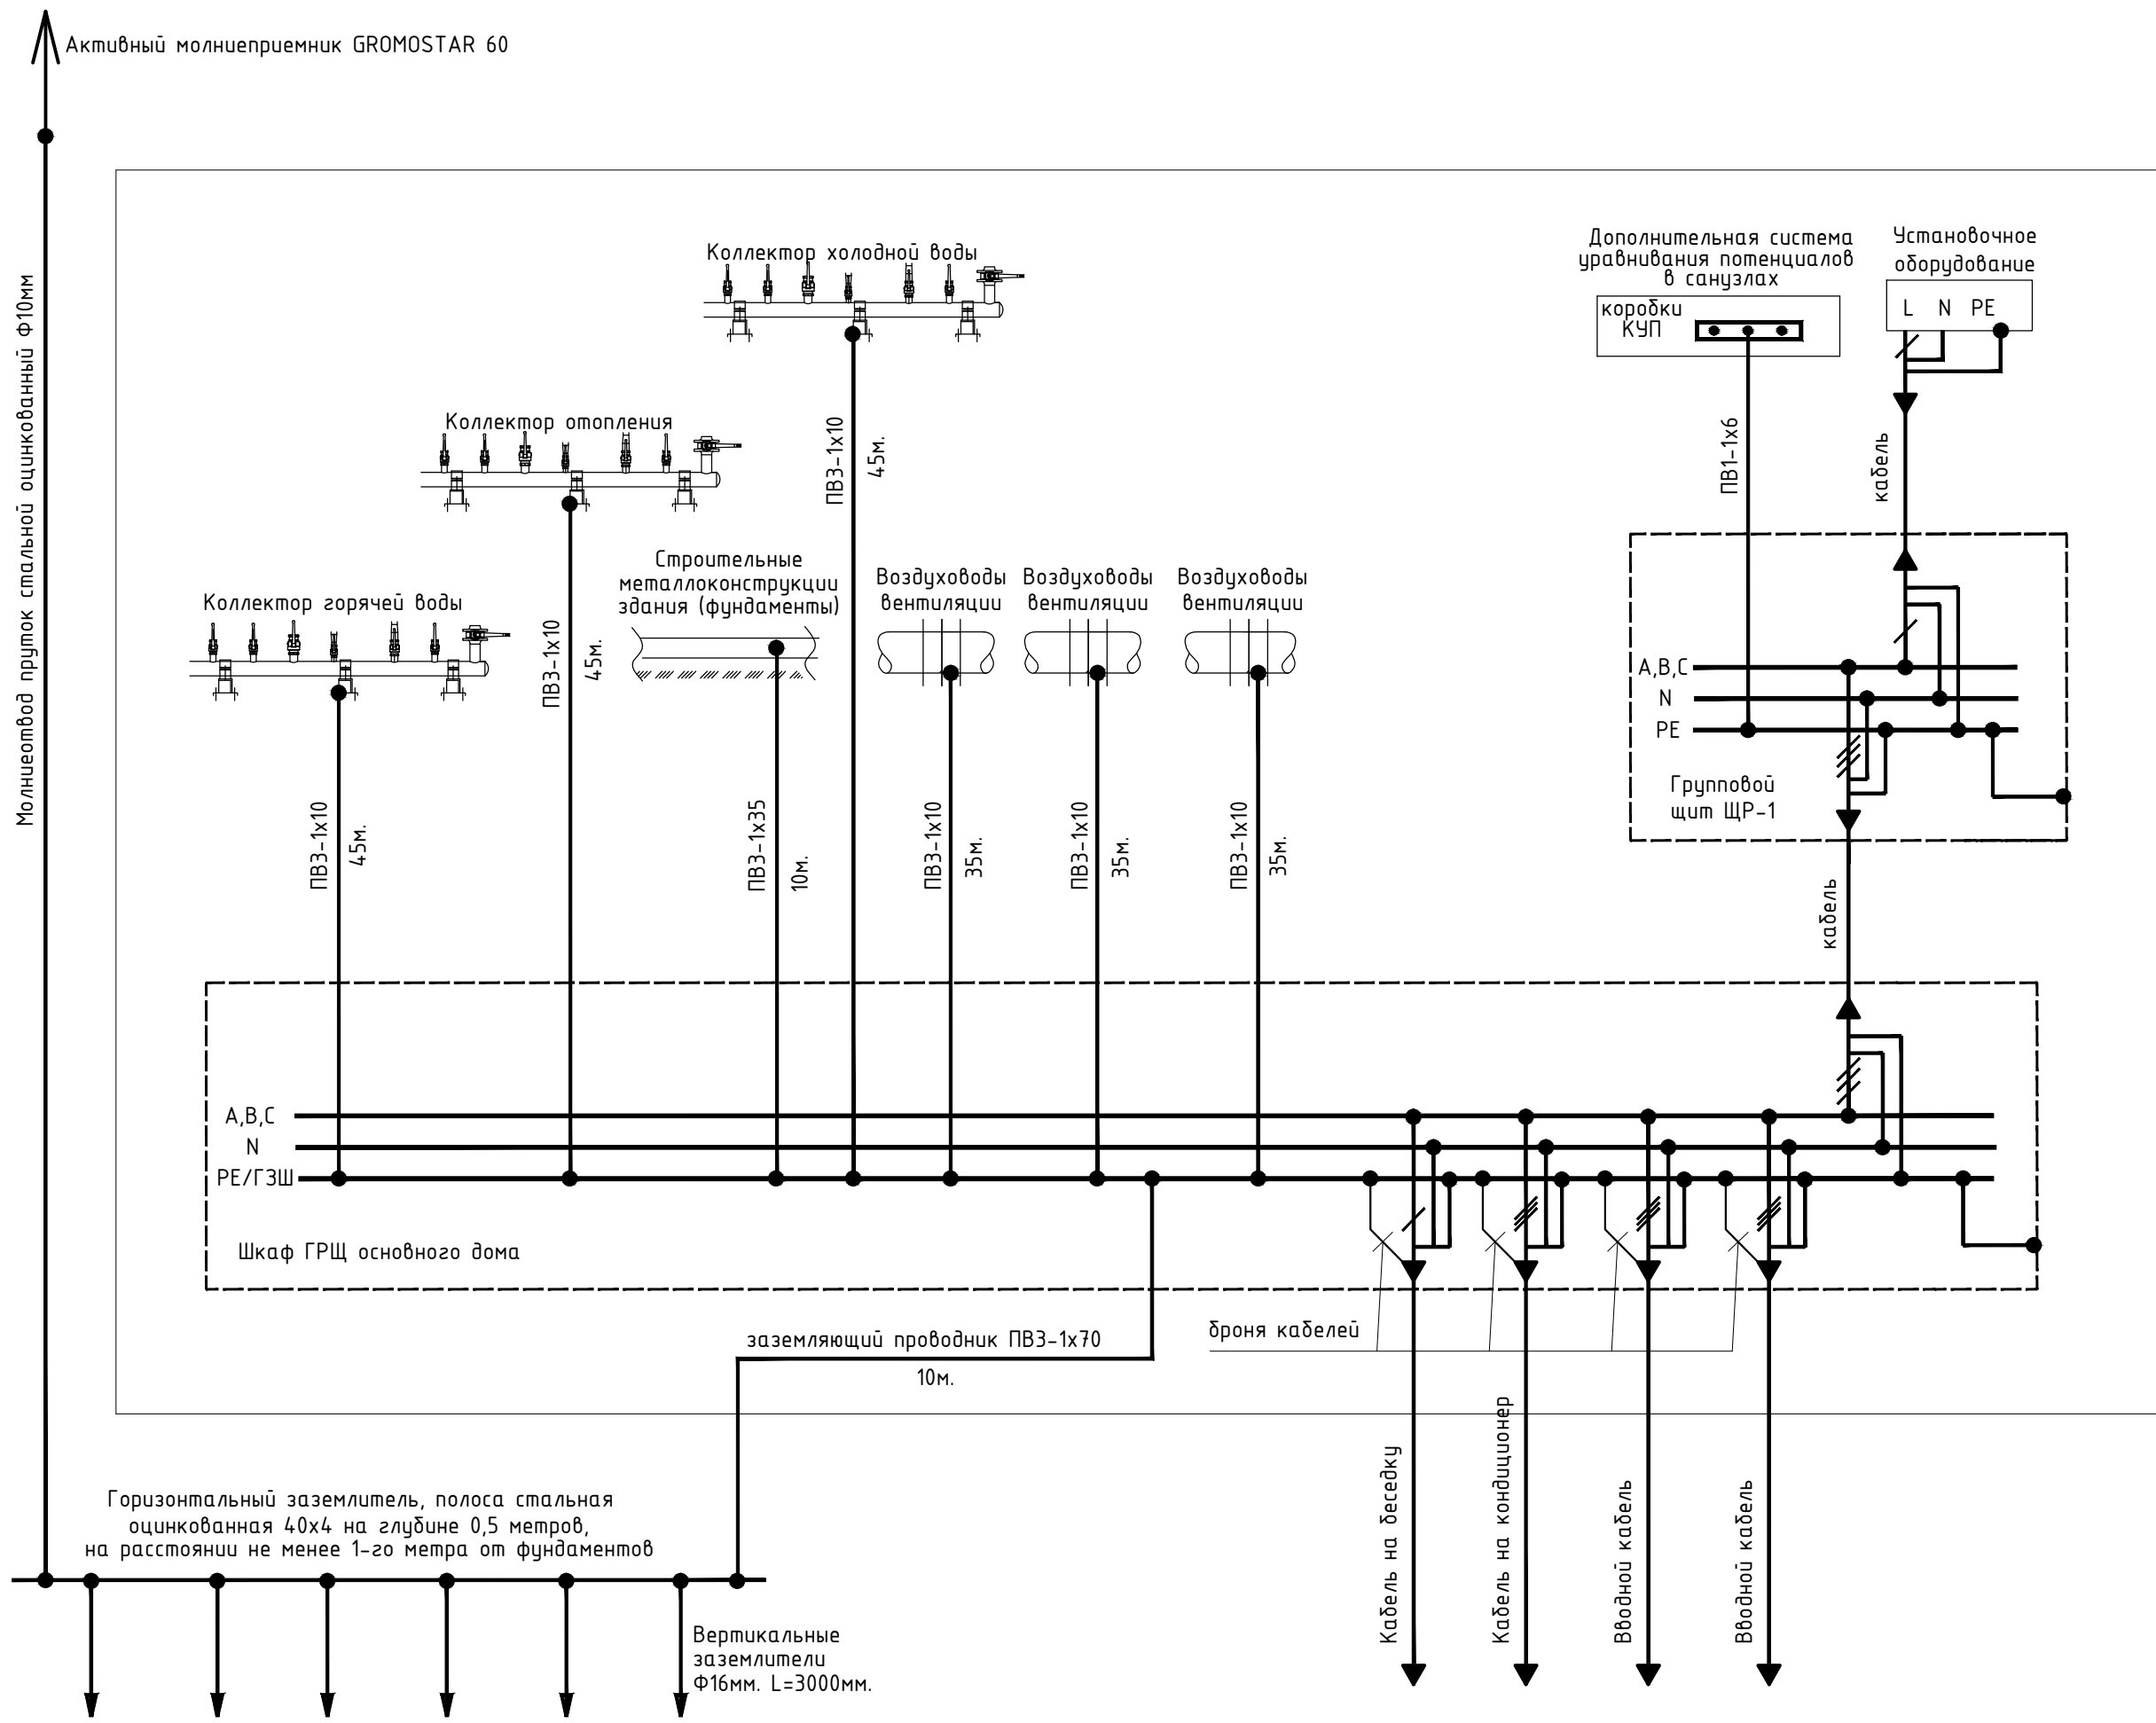 Активный молниеприемник GROMOSTAR 60
Молниеотвод пруток стальной оцинкованный Ф10мм
Коллектор холодной воды
Дополнительная система
уравнивания потенциалов
в санузлах
Установочное
оборудование
коробки
КУП
L N PE
Коллектор отопления
ПВ3-1х10
45м.
ПВ1-1х6
кабель
Строительные
металлоконструкции
здания (фундаменты)
Воздуховоды
вентиляции
Воздуховоды
вентиляции
Воздуховоды
вентиляции
Коллектор горячей воды
ПВ3-1х10
45м.
A,B,C
N
PE
Групповой
щит ЩР-1
ПВ3-1х10
45м.
ПВ3-1х35
10м.
ПВ3-1х10
35м.
ПВ3-1х10
35м.
ПВ3-1х10
35м.
кабель
A,B,C
N
PE/ГЗШ
Шкаф ГРЩ основного дома
заземляющий проводник ПВ3-1х70
10м.
броня кабелей
Кабель на беседку
Кабель на кондиционер
Вводной кабель
Вводной кабель
Горизонтальный заземлитель, полоса стальная
оцинкованная 40х4 на глубине 0,5 метров,
на расстоянии не менее 1-го метра от фундаментов
Вертикальные
заземлители
Ф16мм. L=3000мм.